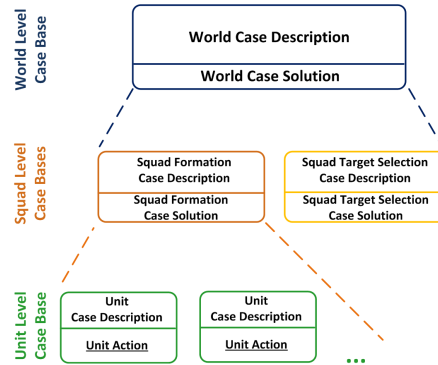 World Level
Case Base
World Case Description
World Case Solution
Squad Level
Case Bases
Squad Formation
Case Description
Squad Formation
Case Solution
Squad Target Selection
Case Description
Squad Target Selection
Case Solution
Unit Level
Case Base
Unit
Case Description
Unit Action
Unit
Case Description
Unit Action
...